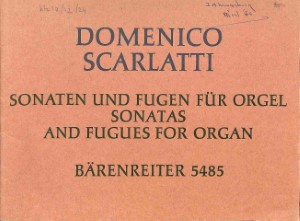 DOMENICO
SCARLATTI
SONATEN UND FUGEN FÜR ORGEL
SONATAS
AND FUGUES FOR ORGAN
BÄRENREITER 5485